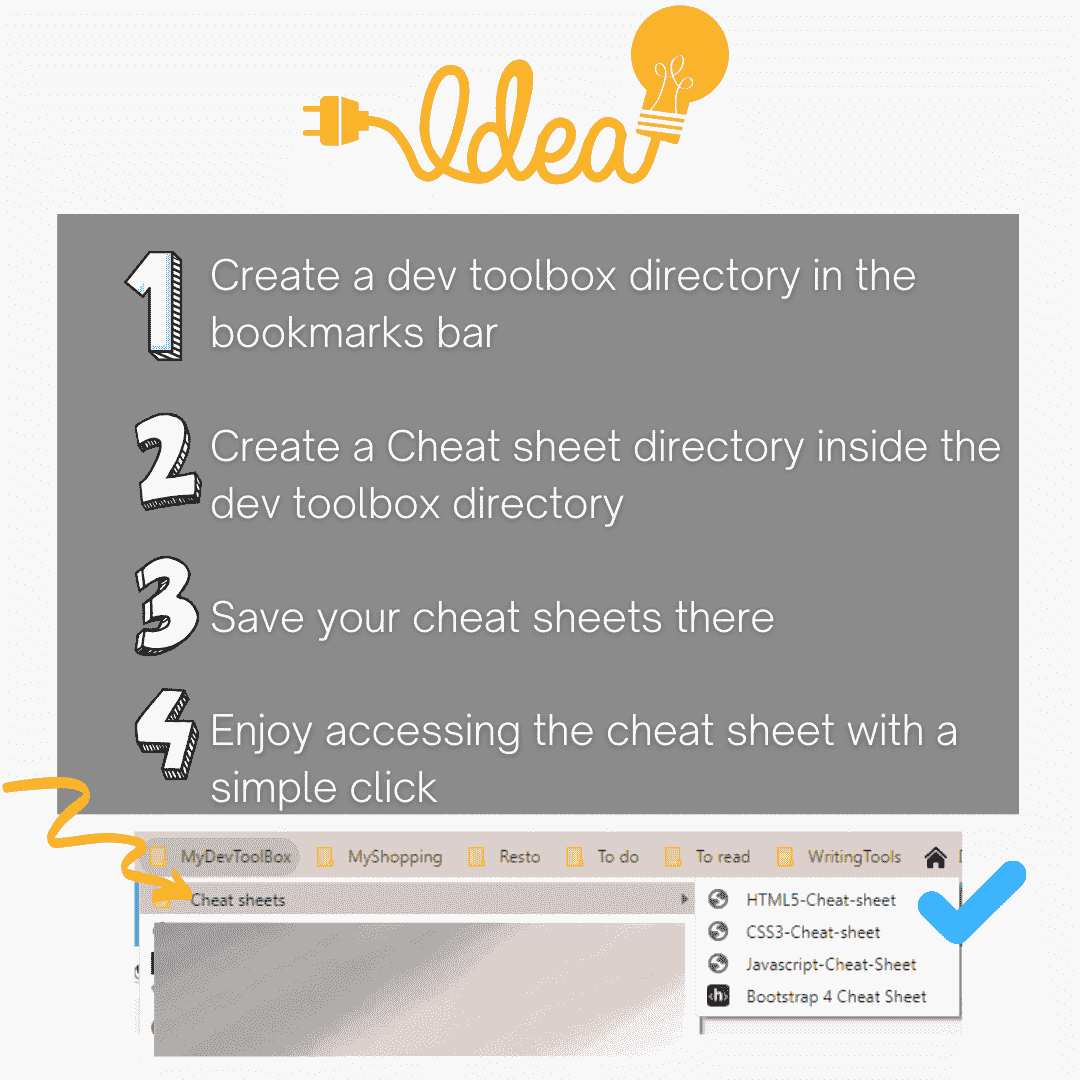 Idea
1 Create a dev toolbox directory in the
bookmarks bar
2 Create a Cheat sheet directory inside the
dev toolbox directory
3 Save your cheat sheets there
4 Enjoy accessing the cheat sheet with a
simple click
MyDevToolBox MyShopping Resto To do To read WritingTools
Cheat sheets
HTML5-Cheat-sheet
CSS3-Cheat-sheet
Javascript-Cheat-Sheet
<h> Bootstrap 4 Cheat Sheet